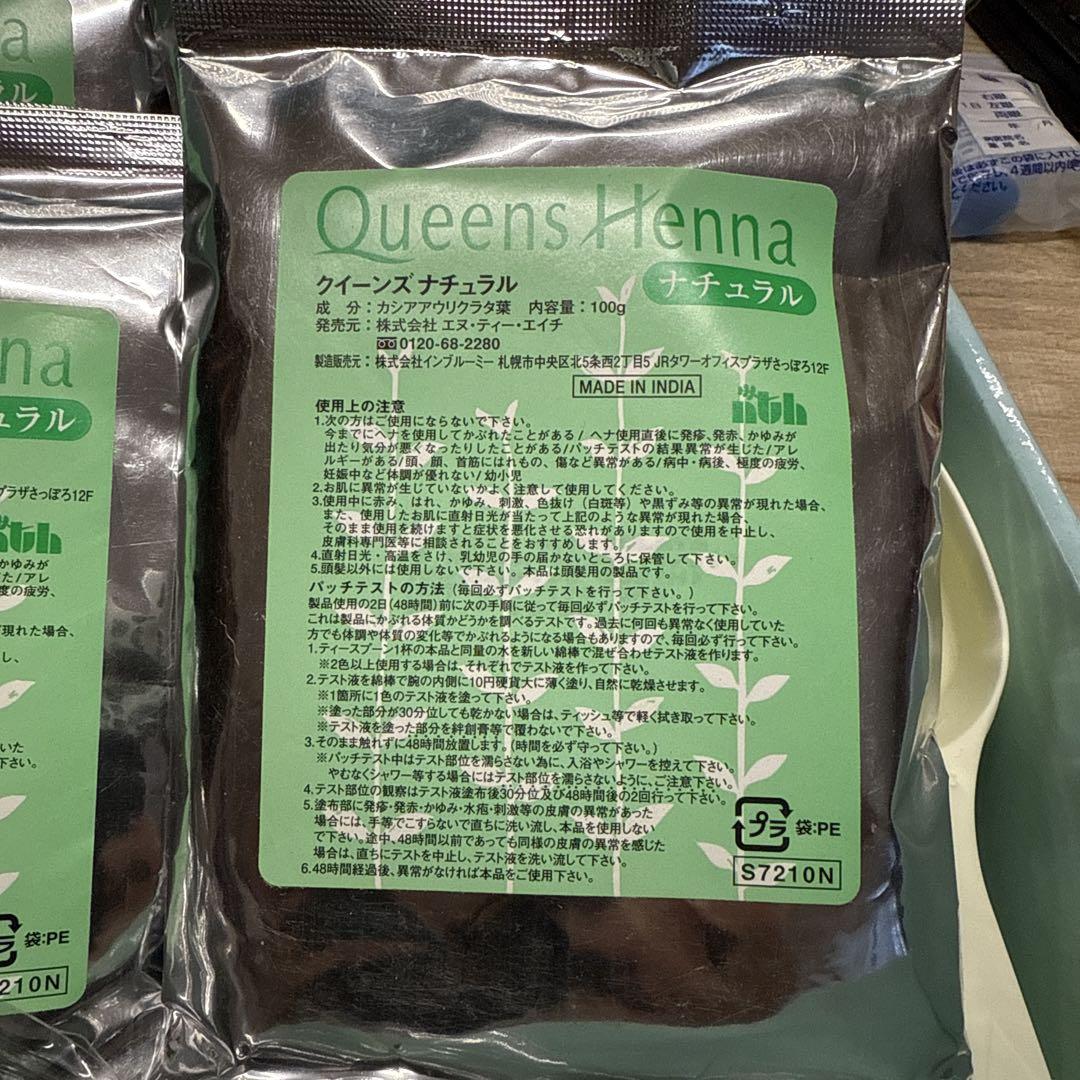 Queens Henna
ナチュラル
クイーンズ ナチュラル
成 分：カシアアウリクラタ葉 内容量：100g
発売元：株式会社 エヌ・ティー・エイチ
0120-68-2280
製造販売元：株式会社インブルーミー 札幌市中央区北5条西2丁目5 JRタワーオフィスプラザさっぽろ12F
MADE IN INDIA
nth
使用上の注意
1.次の方はご使用にならないで下さい。
今までにヘナを使用してかぶれたことがある/ ヘナ使用直後に発疹、発赤、かゆみが
出たり気分が悪くなったりしたことがある/パッチテストの結果異常が生じた/アレ
ルギーがある/頭、顔、首筋にはれもの、傷など異常がある/病中・病後、極度の疲労、
妊娠中など体調が優れない/ 幼小児
2.お肌に異常が生じていないかよく注意して使用してください。
3.使用中に赤み、はれ、かゆみ、刺激、色抜け（白斑等）や黒ずみ等の異常が現れた場合、
また、使用したお肌に直射日光が当たって上記のような異常が現れた場合、
そのまま使用を続けますと症状を悪化させる恐れがありますので使用を中止し、
皮膚科専門医等に相談されることをおすすめします。
4.直射日光・高温をさけ、乳幼児の手の届かないところに保管して下さい。
5.頭髪以外には使用しないで下さい。本品は頭髪用の製品です。
パッチテストの方法（毎回必ずパッチテストを行って下さい。）
製品使用の2日（48時間）前に次の手順に従って毎回必ずパッチテストを行って下さい。
これは製品にかぶれる体質かどうかを調べるテストです。過去に何回も異常なく使用していた
方でも体調や体質の変化等でかぶれるようになる場合もありますので、毎回必ず行って下さい。
1.ティースプーン1杯の本品と同量の水を新しい綿棒で混ぜ合わせテスト液を作ります。
※2色以上使用する場合は、それぞれでテスト液を作って下さい。
2.テスト液を綿棒で腕の内側に10円硬貨大に薄く塗り、自然に乾燥させます。
※1箇所に1色のテスト液を塗って下さい。
※塗った部分が30分位しても乾かない場合は、ティッシュ等で軽く拭き取って下さい。
※テスト液を塗った部分を絆創膏等で覆わないで下さい。
3.そのまま触れずに48時間放置します。（時間を必ず守って下さい。）
※パッチテスト中はテスト部位を濡らさない為に、入浴やシャワーを控えて下さい。
やむなくシャワー等する場合にはテスト部位を濡らさないように、ご注意下さい。
4.テスト部位の観察はテスト液塗布後30分位及び48時間後の2回行って下さい。
5.塗布部に発疹・発赤・かゆみ・水疱・刺激等の皮膚の異常があった
場合には、手等でこすらないで直ちに洗い流し、本品を使用しない
で下さい。途中、48時間以前であっても同様の皮膚の異常を感じた
場合は、直ちにテストを中止し、テスト液を洗い流して下さい。
6.48時間経過後、異常がなければ本品をご使用下さい。
プラ 袋:PE
S7210N
a
ラル
nna
ュラル
プラザさっぽろ12F
nth
かゆみが
た/アレ
度の疲労、
現れた場合、
し、
いた
下さい。
プラ 袋:PE
210N